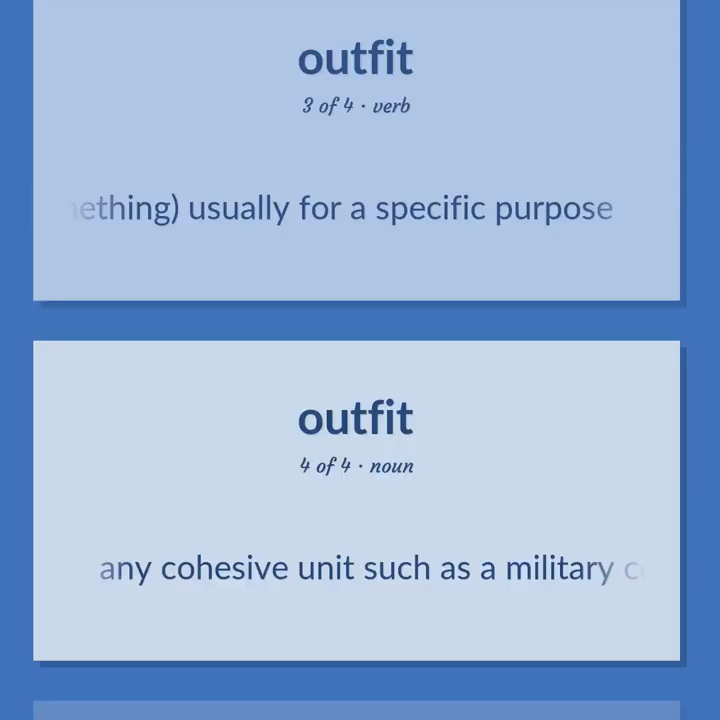 outfit
3 of 4 · verb
usually for a specific purpose
outfit
4 of 4 · noun
any cohesive unit such as a military